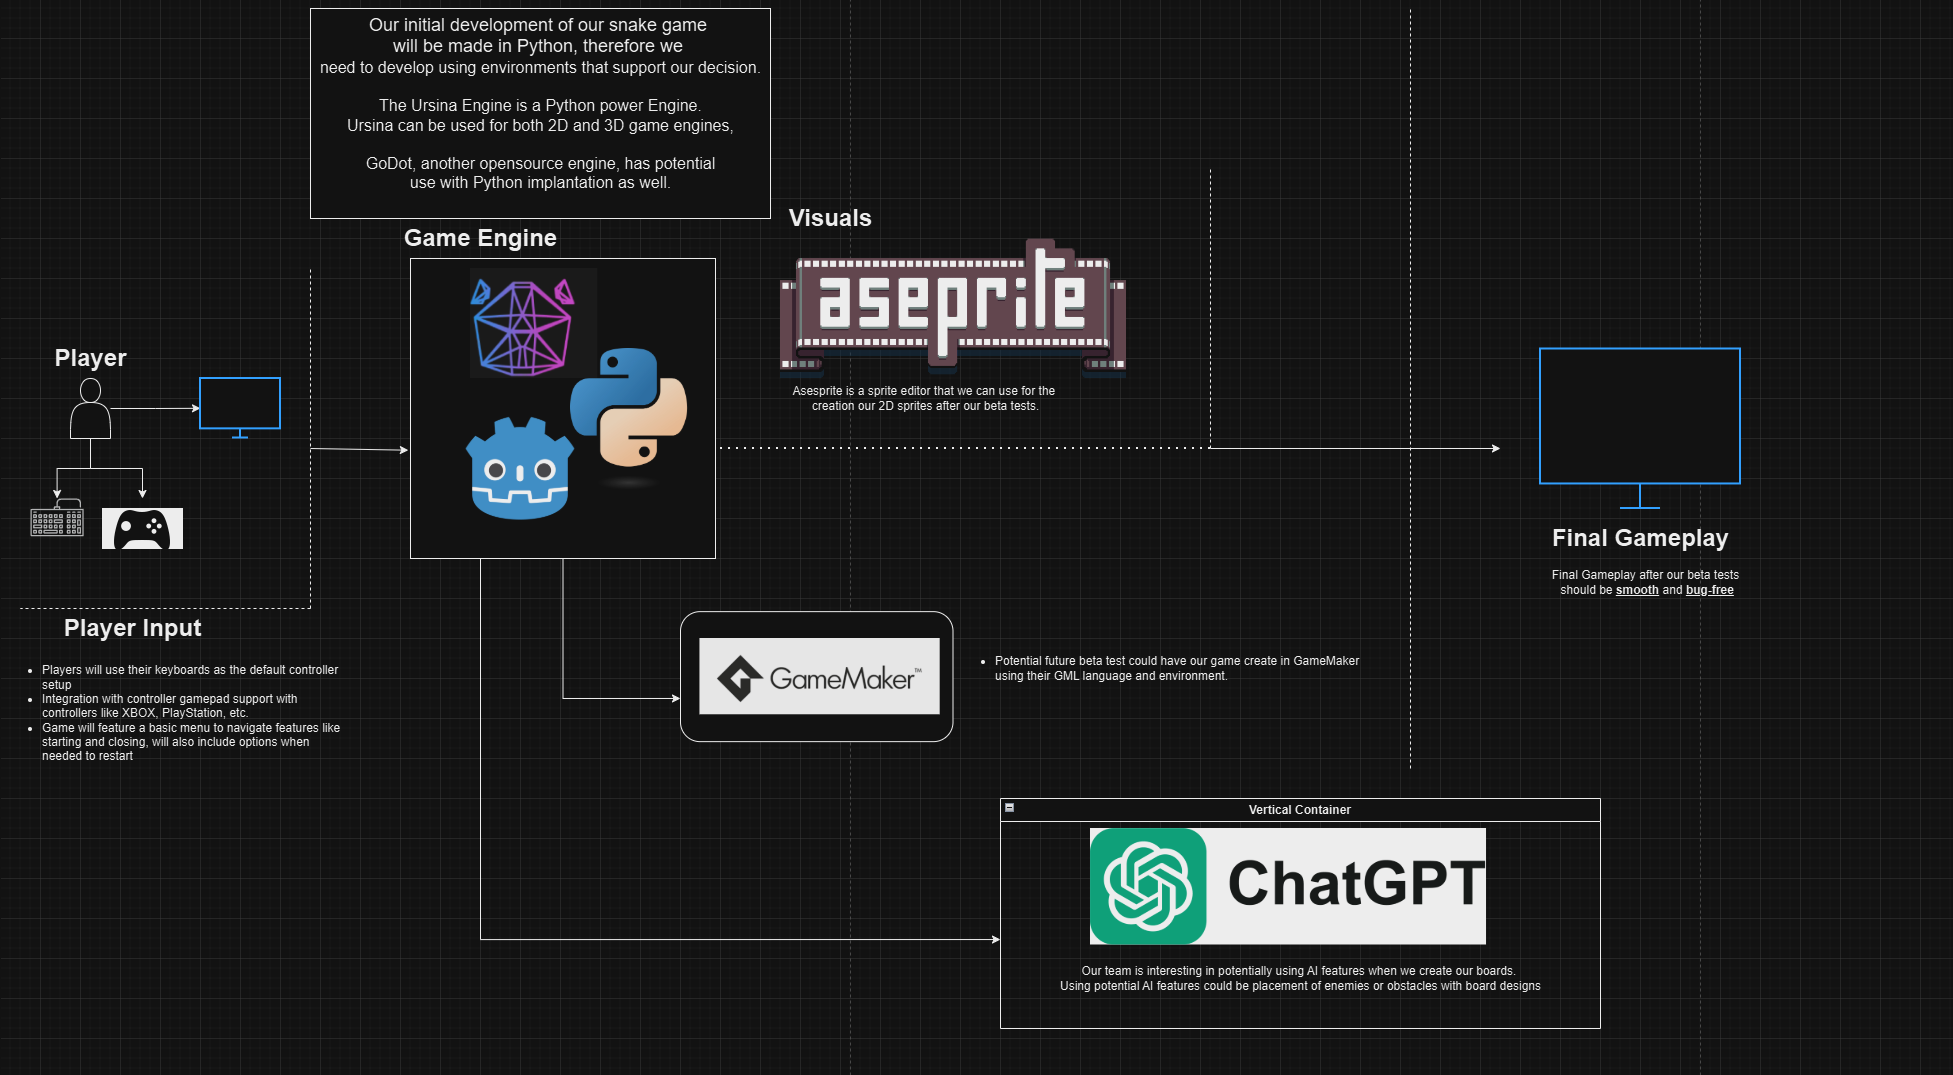 Our initial development of our snake game
will be made in Python, therefore we
need to develop using environments that support our decision.
The Ursina Engine is a Python power Engine.
Ursina can be used for both 2D and 3D game engines,
GoDot, another opensource engine, has potential
use with Python implantation as well.
Game Engine
Visuals
aseprite
Asesprite is a sprite editor that we can use for the
creation our 2D sprites after our beta tests.
Player
Player Input
• Players will use their keyboards as the default controller
setup
• Integration with controller gamepad support with
controllers like XBOX, PlayStation, etc.
• Game will feature a basic menu to navigate features like
starting and closing, will also include options when
needed to restart
GameMaker™
• Potential future beta test could have our game create in GameMaker
using their GML language and environment.
Final Gameplay
Final Gameplay after our beta tests
should be smooth and bug-free
Vertical Container
ChatGPT
Our team is interesting in potentially using AI features when we create our boards.
Using potential AI features could be placement of enemies or obstacles with board designs